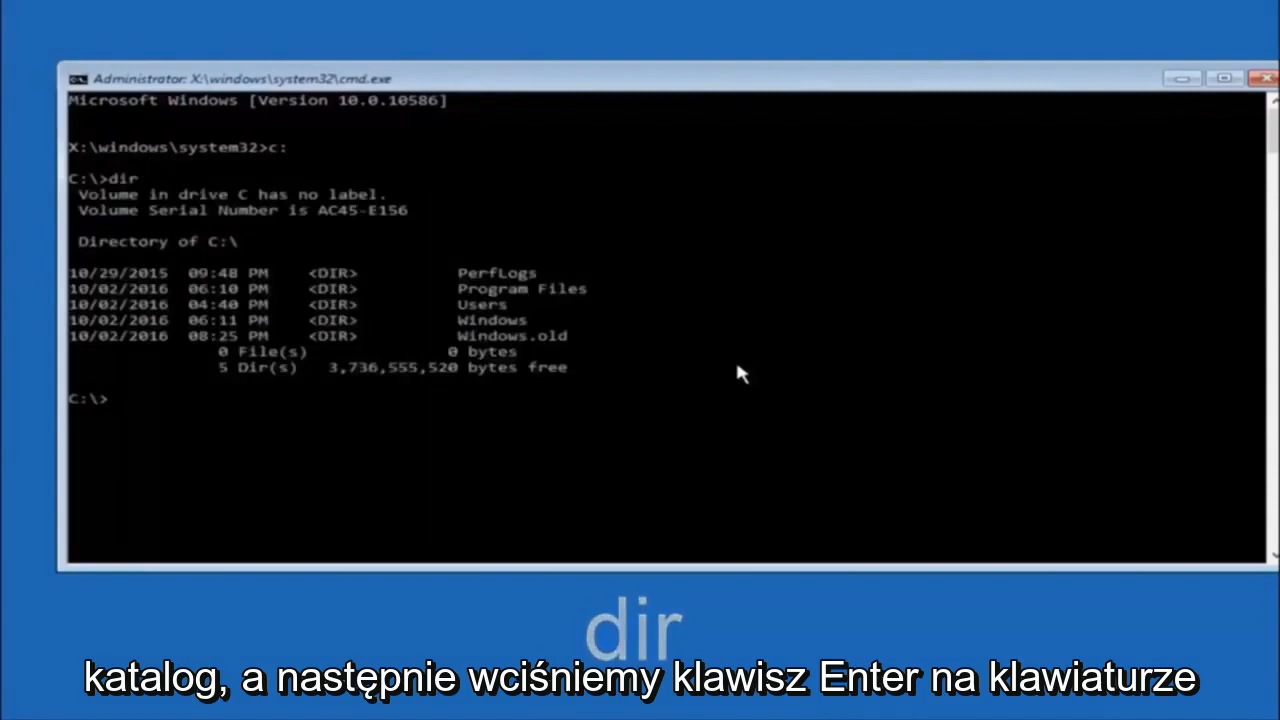 Administrator: X:\windows\system32\cmd.exe
Microsoft Windows [Version 10.0.10586]
X:\windows\system32>c:
C:\>dir
Volume in drive C has no label.
Volume Serial Number is AC45-E156
Directory of C:\
10/29/2015 09:48 PM <DIR> PerfLogs
10/02/2016 06:10 PM <DIR> Program Files
10/02/2016 04:40 PM <DIR> Users
10/02/2016 06:11 PM <DIR> Windows
10/02/2016 08:25 PM <DIR> Windows.old
0 File(s) 0 bytes
5 Dir(s) 3,736,555,520 bytes free
C:\>
dir
katalog, a następnie wciśniemy klawisz Enter na klawiaturze